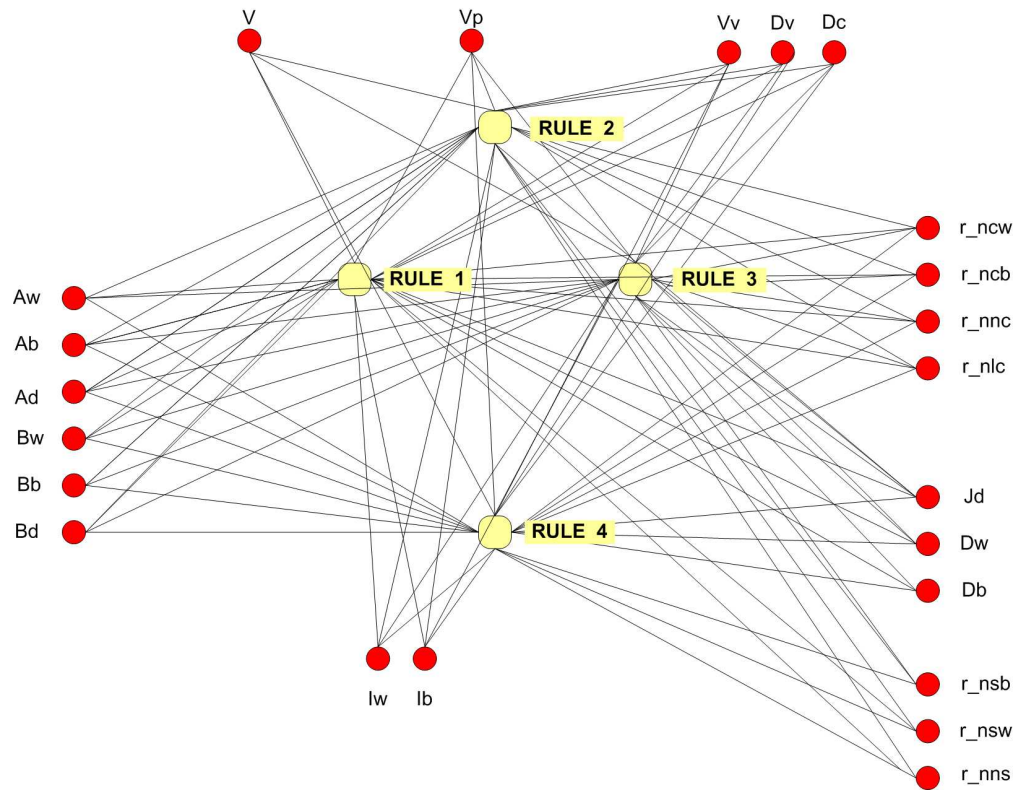 V
Vp
Vv
Dv
Dc
RULE 2
r_ncw
RULE 1
RULE 3
r_ncb
Aw
r_nnc
Ab
r_nlc
Ad
Bw
Bb
Jd
Bd
RULE 4
Dw
Db
r_nsb
Iw
Ib
r_nsw
r_nns